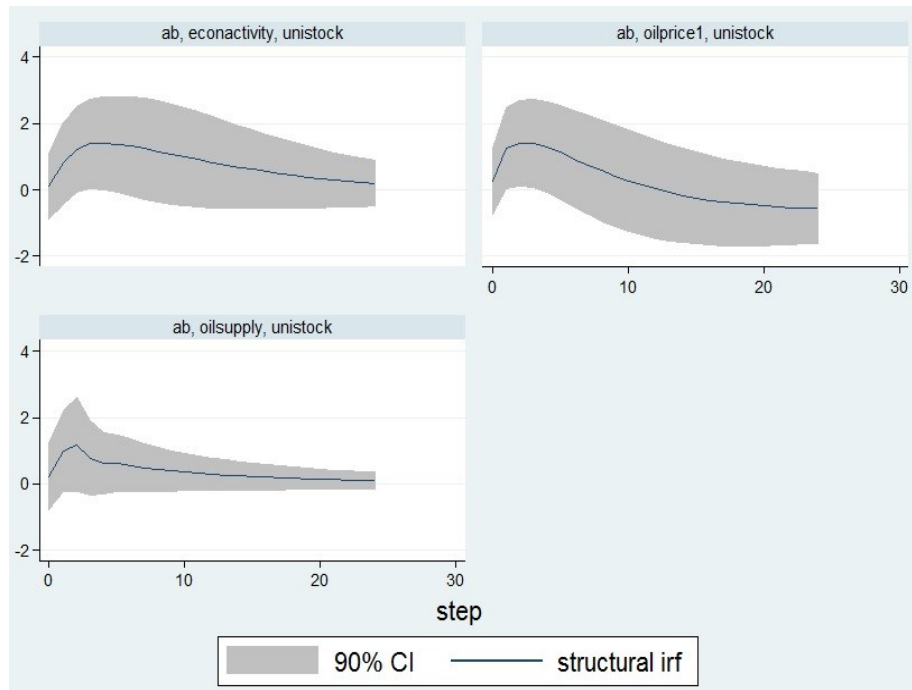 ab, econactivity, unistock
ab, oilprice1, unistock
4
2
0
-2
0
10
20
30
ab, oilsupply, unistock
4
2
0
-2
0
10
20
30
step
90% CI
structural irf